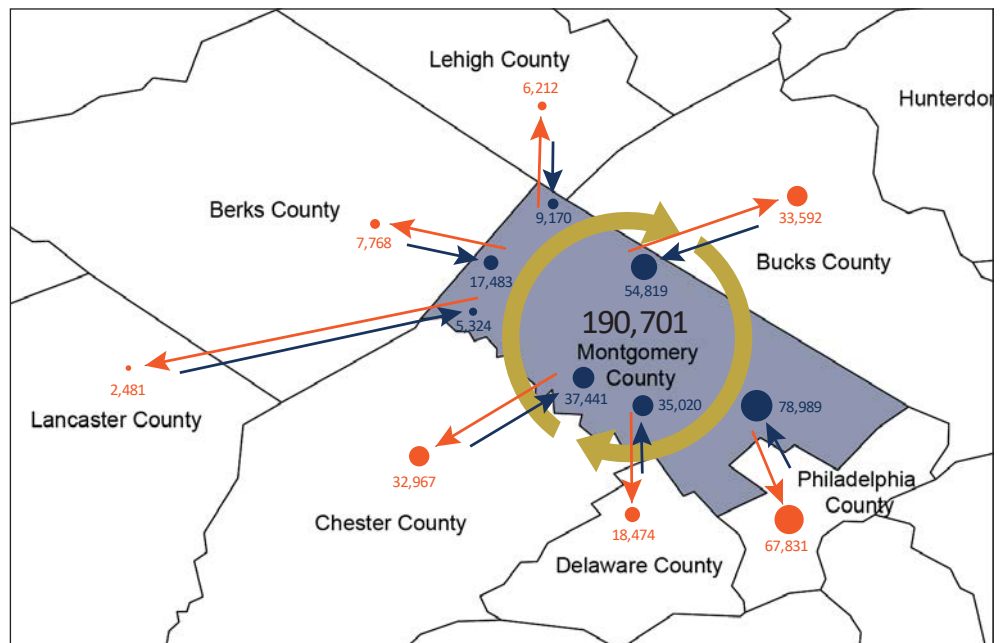 Lehigh County
6,212
Hunterdon
33,592
Berks County
7,768
9,170
Bucks County
17,483
54,819
5,324
190,701
Montgomery
County
2,481
Lancaster County
37,441
35,020
78,989
32,967
Philadelphia
County
Chester County
18,474
67,831
Delaware County